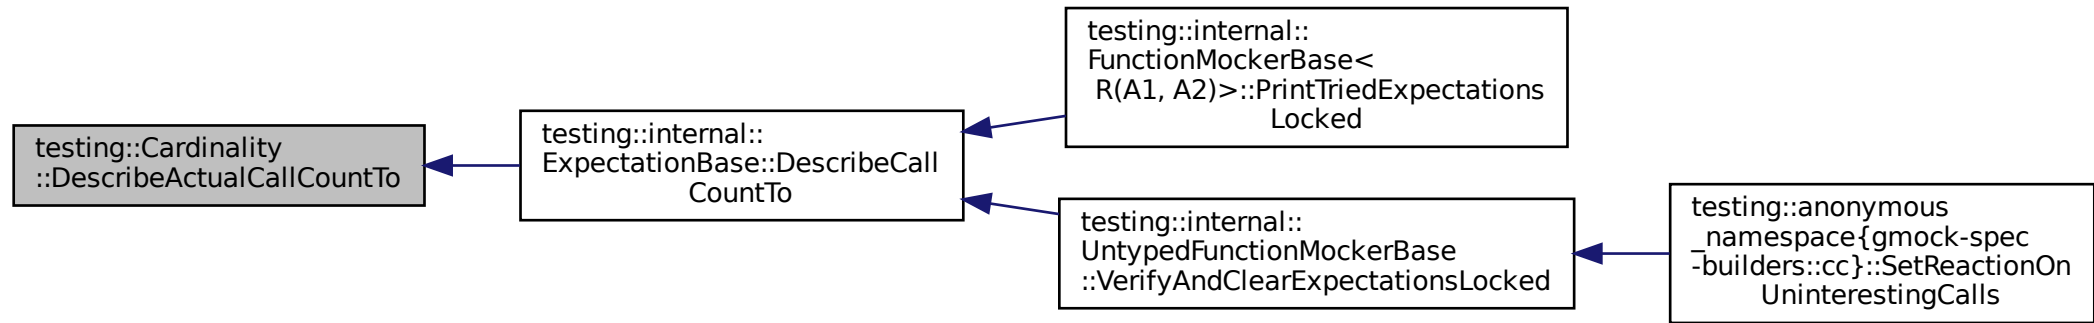 testing::Cardinality
::DescribeActualCallCountTo
testing::internal::
ExpectationBase::DescribeCall
CountTo
testing::internal::
FunctionMockerBase<
R(A1, A2)>::PrintTriedExpectations
Locked
testing::internal::
UntypedFunctionMockerBase
::VerifyAndClearExpectationsLocked
testing::anonymous
_namespace{gmock-spec
-builders::cc}::SetReactionOn
UninterestingCalls